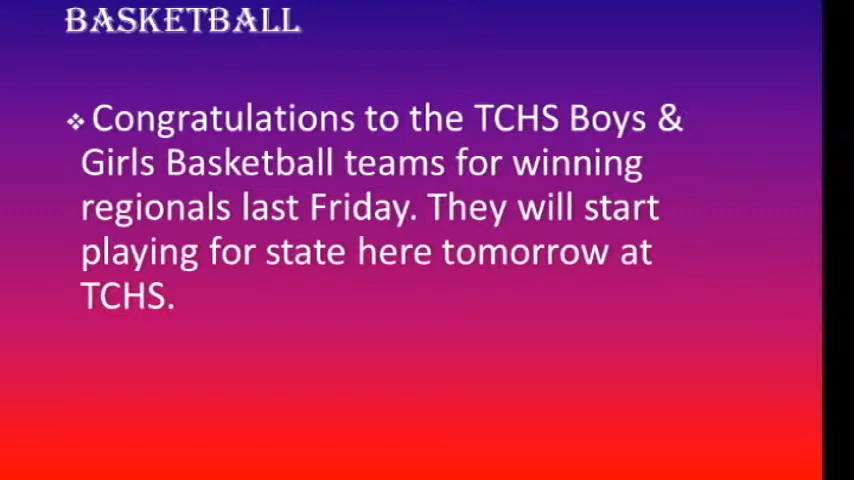 BASKETBALL
❖ Congratulations to the TCHS Boys &
Girls Basketball teams for winning
regionals last Friday. They will start
playing for state here tomorrow at
TCHS.